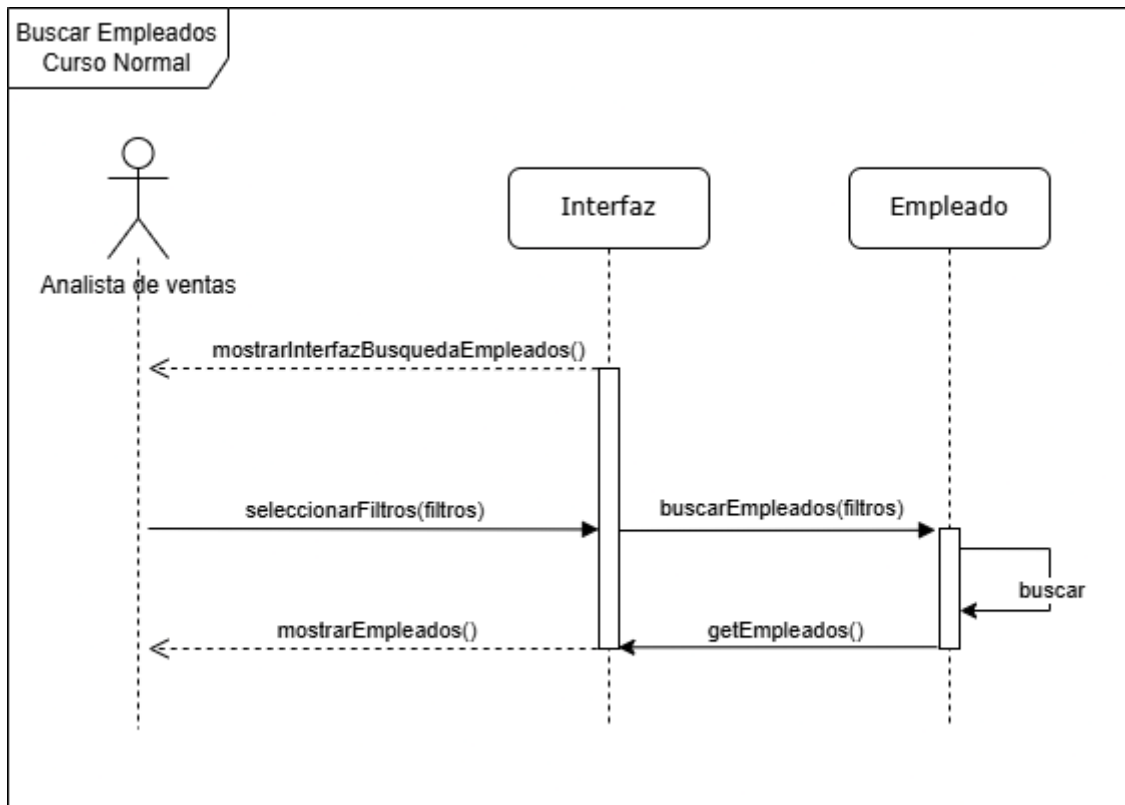 Buscar Empleados
Curso Normal
Interfaz
Empleado
Analista de ventas
mostrarInterfazBusquedaEmpleados()
seleccionarFiltros(filtros)
buscarEmpleados(filtros)
buscar
mostrarEmpleados()
getEmpleados()